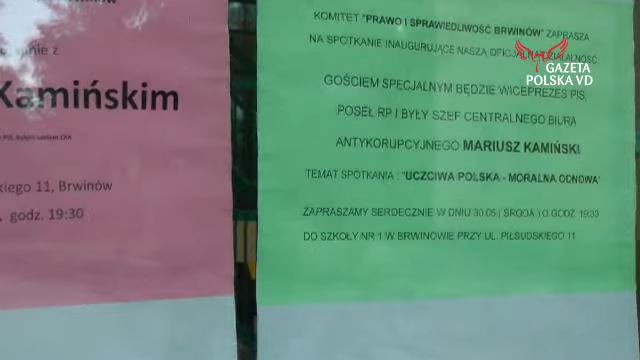 z
Kamińskim
kiego 11, Brwinów
, godz. 19:30
KOMITET "PRAWO I SPRAWIEDLIWOŚĆ BRWINÓW" ZAPRASZA
NA SPOTKANIE INAUGURUJĄCE NASZĄ OFICJALNĄ DZIAŁALNOŚĆ
GOŚCIEM SPECJALNYM BĘDZIE WICEPREZES PIS,
POSEŁ RP I BYŁY SZEF CENTRALNEGO BIURA
ANTYKORUPCYJNEGO MARIUSZ KAMIŃSKI
TEMAT SPOTKANIA : "UCZCIWA POLSKA - MORALNA ODNOWA"
ZAPRASZAMY SERDECZNIE W DNIU 30.05 ( ŚRODA ) O GODZ. 19:30
DO SZKOŁY NR 1 W BRWINOWIE PRZY UL. PIŁSUDSKIEGO 11
GAZETA
POLSKA VD